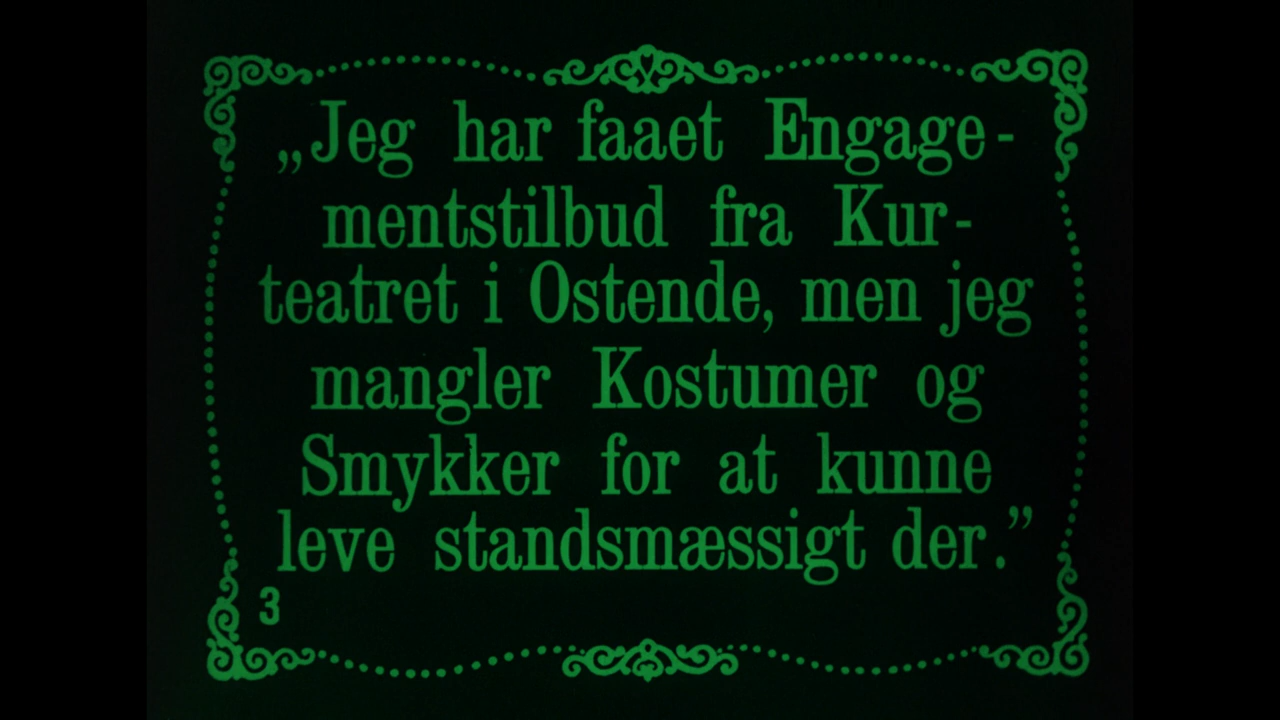 „Jeg har faaet Engage-
mentstilbud fra Kur-
teatret i Ostende, men jeg
mangler Kostumer og
Smykker for at kunne
leve standsmæssigt der.”
3